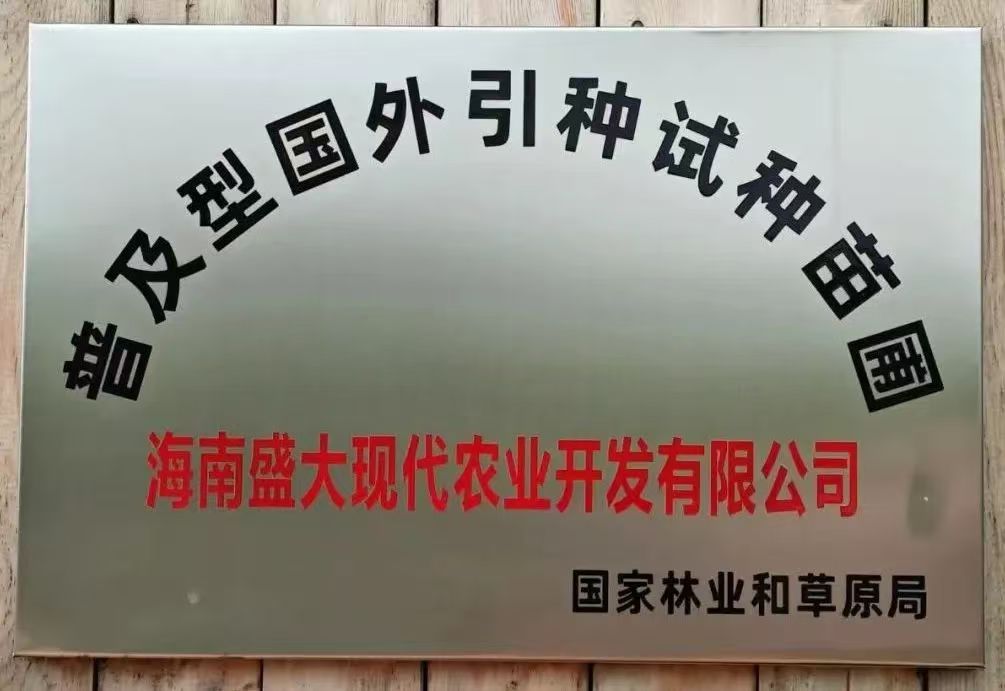 普及型国外引种试种苗圃
海南盛大现代农业开发有限公司
国家林业和草原局